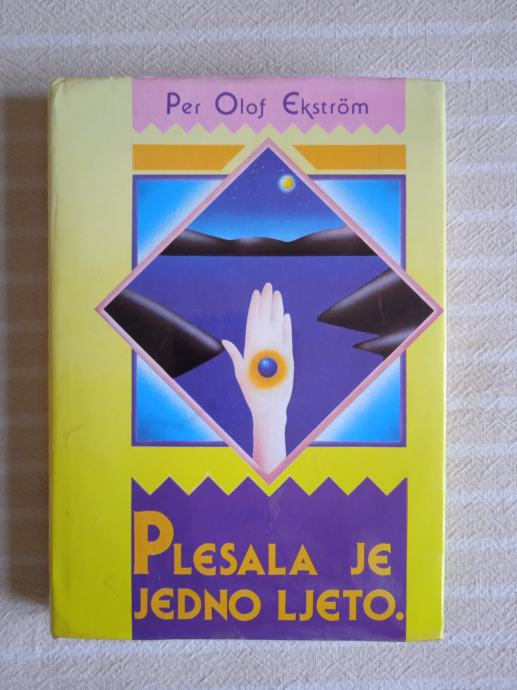 Per Olof Ekström
PLESALA JE
JEDNO LJETO.